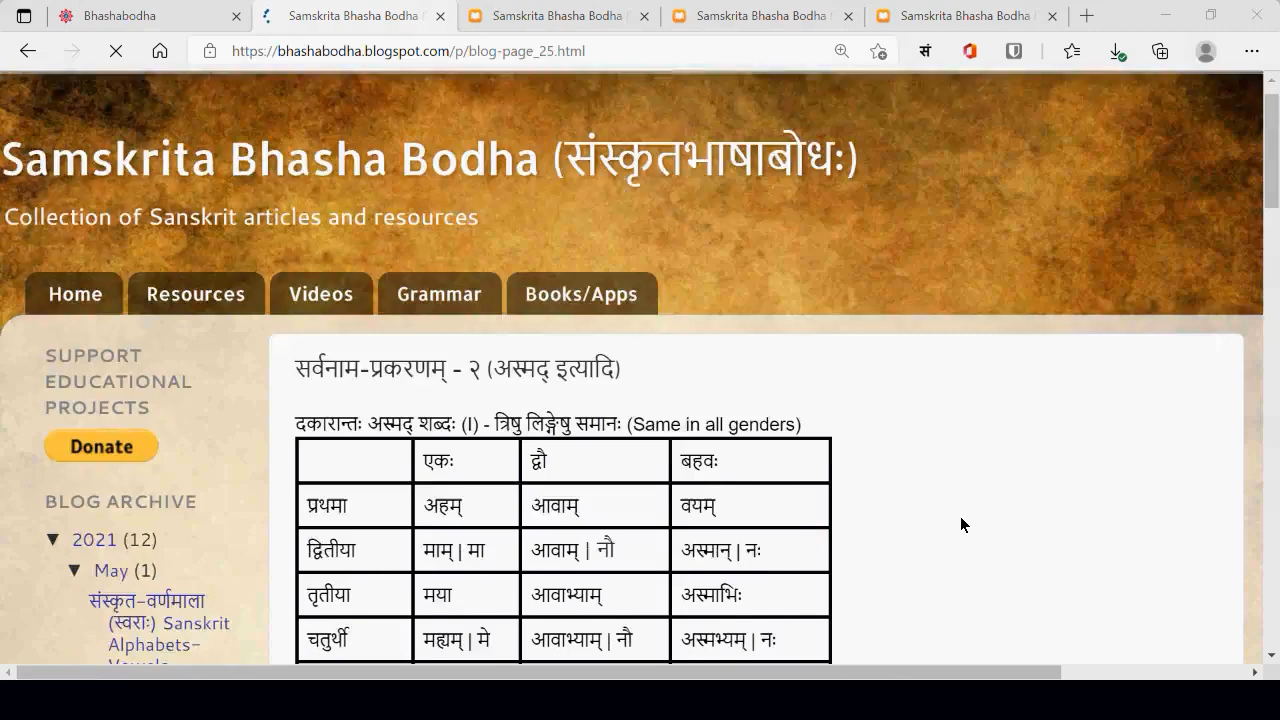 Bhashabodha
Samskrita Bhasha Bodha
Samskrita Bhasha Bodha
Samskrita Bhasha Bodha
Samskrita Bhasha Bodha
https://bhashabodha.blogspot.com/p/blog-page_25.html
सं
Samskrita Bhasha Bodha (संस्कृतभाषाबोधः)
Collection of Sanskrit articles and resources
Home Resources Videos Grammar Books/Apps
SUPPORT
EDUCATIONAL
PROJECTS
Donate
BLOG ARCHIVE
▼ 2021 (12)
▼ May (1)
संस्कृत-वर्णमाला
(स्वराः) Sanskrit
Alphabets-
सर्वनाम-प्रकरणम् - २ (अस्मद् इत्यादि)
दकारान्तः अस्मद् शब्दः (I) - त्रिषु लिङ्गेषु समानः (Same in all genders)
एकः द्वौ बहवः
प्रथमा अहम् आवाम् वयम्
द्वितीया माम् | मा आवाम् | नौ अस्मान् | नः
तृतीया मया आवाभ्याम् अस्माभिः
चतुर्थी मह्यम् | मे आवाभ्याम् | नौ अस्मभ्यम् | नः